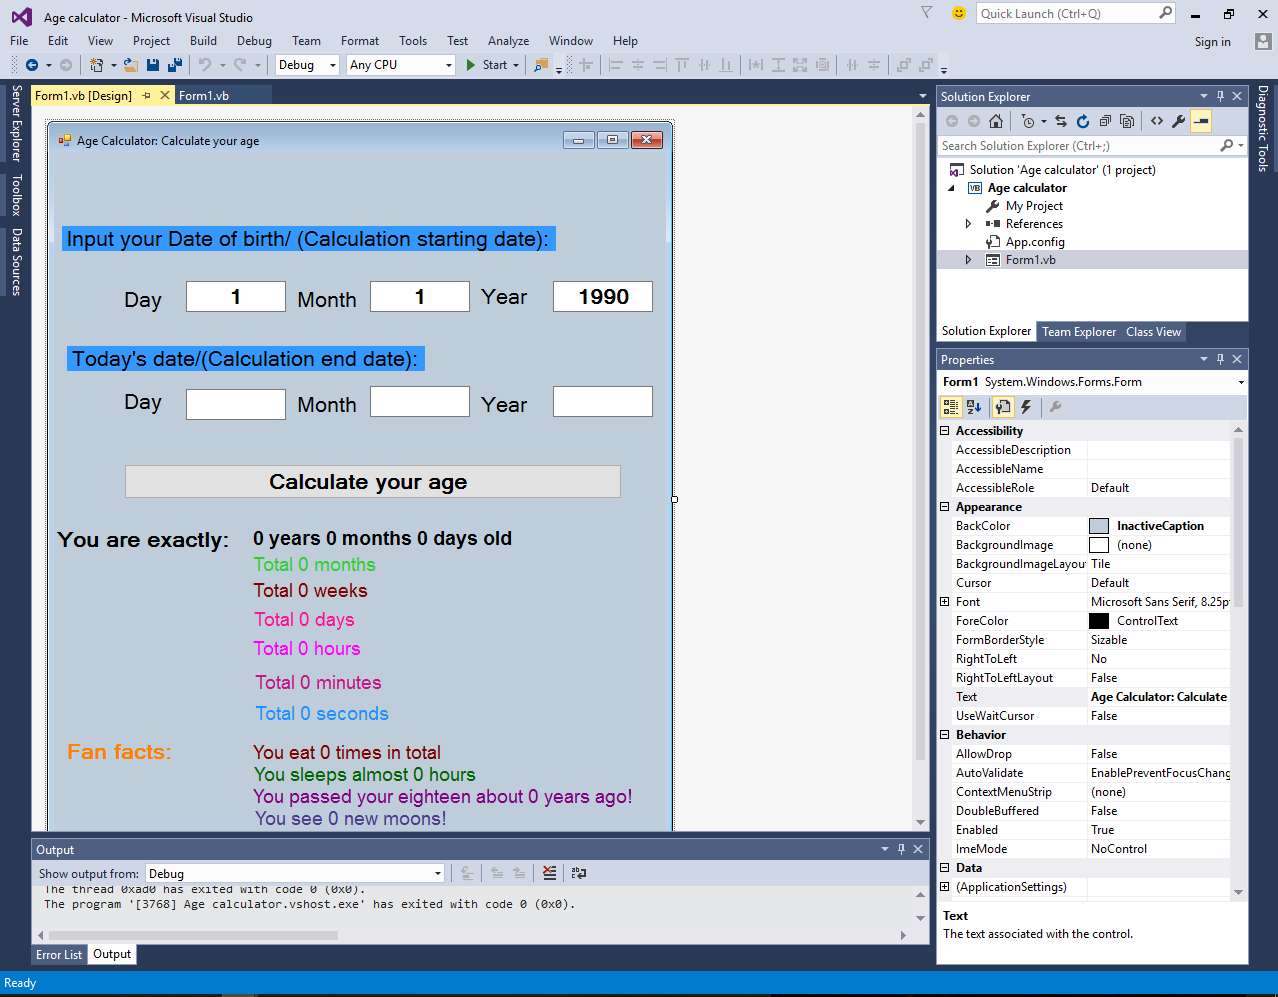 Age calculator - Microsoft Visual Studio
Quick Launch (Ctrl+Q)
File Edit View Project Build Debug Team Format Tools Test Analyze Window Help
Sign in
Debug Any CPU Start
Server Explorer
Toolbox
Data Sources
Form1.vb [Design] Form1.vb
Age Calculator: Calculate your age
Input your Date of birth/ (Calculation starting date):
Day 1 Month 1 Year 1990
Today's date/(Calculation end date):
Day Month Year
Calculate your age
You are exactly: 0 years 0 months 0 days old
Total 0 months
Total 0 weeks
Total 0 days
Total 0 hours
Total 0 minutes
Total 0 seconds
Fan facts: You eat 0 times in total
You sleeps almost 0 hours
You passed your eighteen about 0 years ago!
You see 0 new moons!
Output
Show output from: Debug
The thread 0xad0 has exited with code 0 (0x0).
The program '[3768] Age calculator.vshost.exe' has exited with code 0 (0x0).
Error List Output
Ready
Solution Explorer
Search Solution Explorer (Ctrl+;)
Solution 'Age calculator' (1 project)
VB Age calculator
My Project
References
App.config
Form1.vb
Solution Explorer Team Explorer Class View
Properties
Form1 System.Windows.Forms.Form
Accessibility
AccessibleDescription
AccessibleName
AccessibleRole Default
Appearance
BackColor InactiveCaption
BackgroundImage (none)
BackgroundImageLayou Tile
Cursor Default
Font Microsoft Sans Serif, 8.25p
ForeColor ControlText
FormBorderStyle Sizable
RightToLeft No
RightToLeftLayout False
Text Age Calculator: Calculate
UseWaitCursor False
Behavior
AllowDrop False
AutoValidate EnablePreventFocusChang
ContextMenuStrip (none)
DoubleBuffered False
Enabled True
ImeMode NoControl
Data
(ApplicationSettings)
Text
The text associated with the control.
Diagnostic Tools